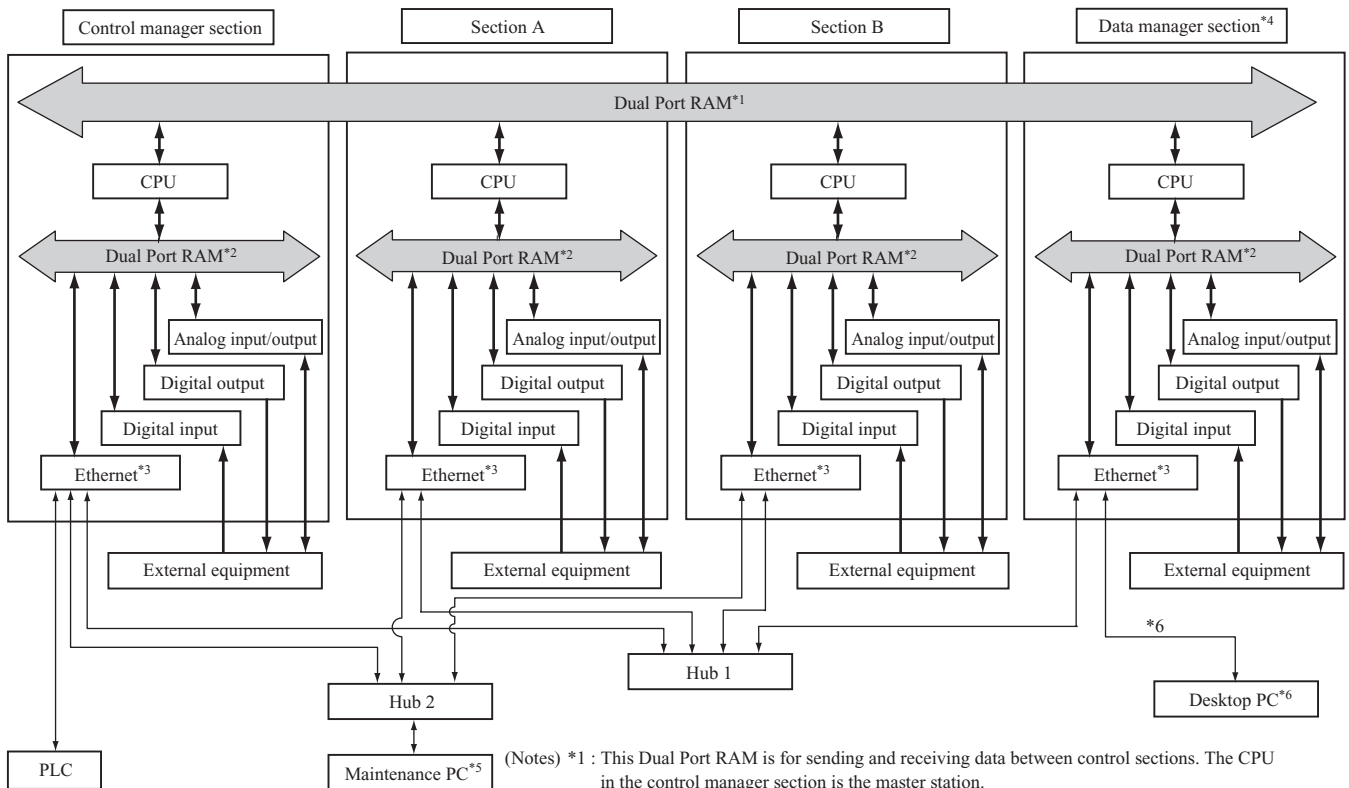 Control manager section
Section A
Section B
Data manager section*4
Dual Port RAM*1
CPU
CPU
CPU
CPU
Dual Port RAM*2
Dual Port RAM*2
Dual Port RAM*2
Dual Port RAM*2
Analog input/output
Analog input/output
Analog input/output
Analog input/output
Digital output
Digital output
Digital output
Digital output
Digital input
Digital input
Digital input
Digital input
Ethernet*3
Ethernet*3
Ethernet*3
Ethernet*3
External equipment
External equipment
External equipment
External equipment
*6
Hub 1
Hub 2
Desktop PC*6
PLC
Maintenance PC*5
(Notes) *1 : This Dual Port RAM is for sending and receiving data between control sections. The CPU
in the control manager section is the master station.